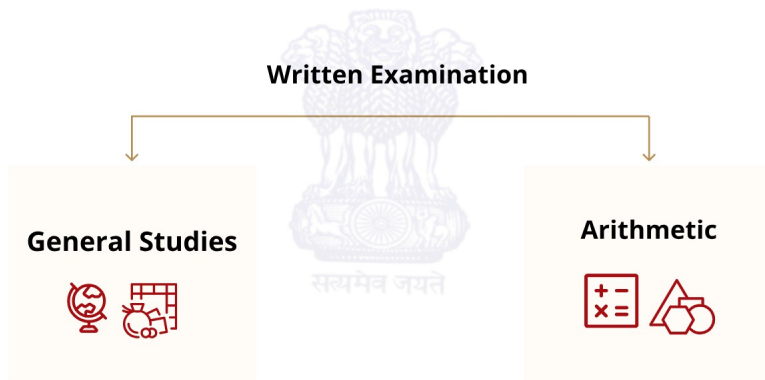 Written Examination
General Studies
Arithmetic
सत्यमेव जयते